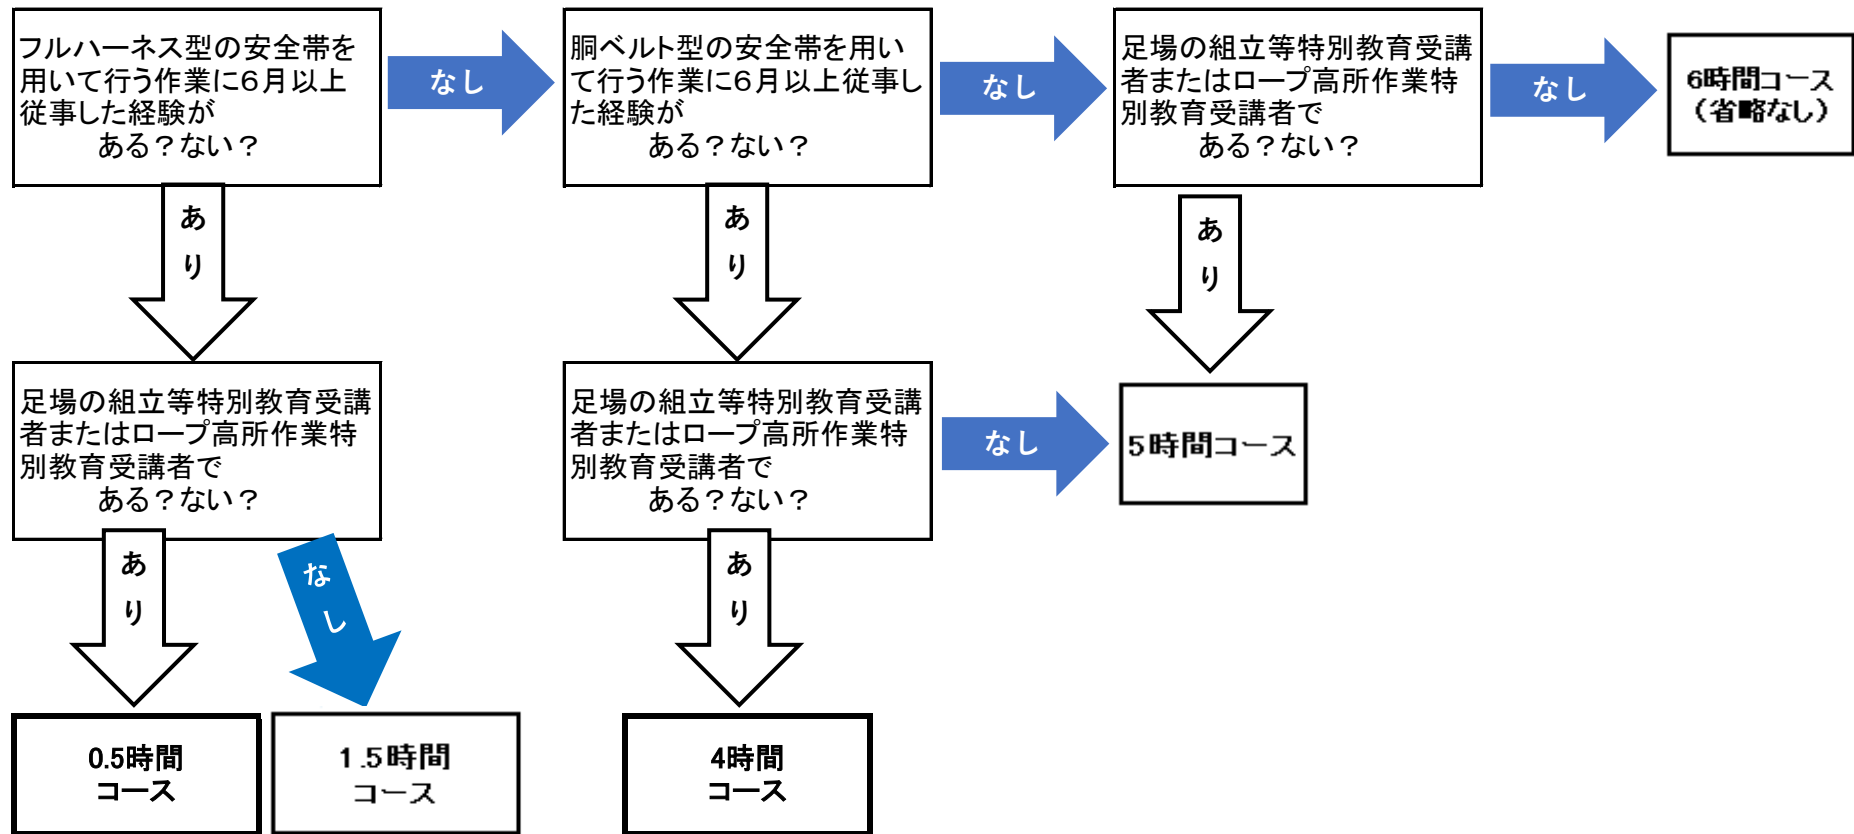 フルハーネス型の安全帯を
用いて行う作業に６月以上
従事した経験が
ある？ない？
なし
胴ベルト型の安全帯を用い
て行う作業に６月以上従事し
た経験が
ある？ない？
なし
足場の組立等特別教育受講
者またはロープ高所作業特
別教育受講者で
ある？ない？
なし
6時間コース
（省略なし）
あり
あり
あり
足場の組立等特別教育受講
者またはロープ高所作業特
別教育受講者で
ある？ない？
足場の組立等特別教育受講
者またはロープ高所作業特
別教育受講者で
ある？ない？
なし
5時間コース
あり
なし
あり
0.5時間
コース
1.5時間
コース
4時間
コース